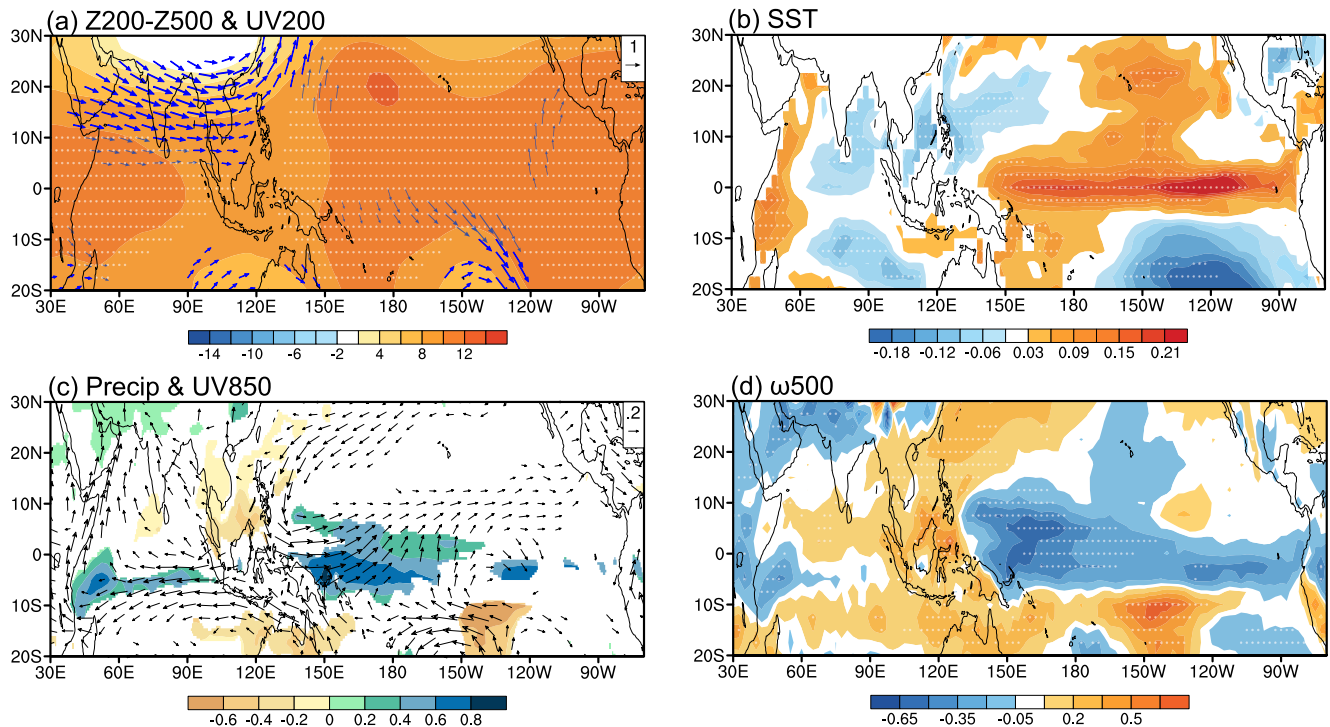 (a) Z200-Z500 & UV200
(b) SST
30N 20N 10N 0 10S 20S
1
30E 60E 90E 120E 150E 180 150W 120W 90W
-14 -10 -6 -2 4 8 12
30N 20N 10N 0 10S 20S
30E 60E 90E 120E 150E 180 150W 120W 90W
-0.18 -0.12 -0.06 0.03 0.09 0.15 0.21
(c) Precip & UV850
(d) ω500
30N 20N 10N 0 10S 20S
.2
30E 60E 90E 120E 150E 180 150W 120W 90W
-0.6 -0.4 -0.2 0 0.2 0.4 0.6 0.8
30N 20N 10N 0 10S 20S
30E 60E 90E 120E 150E 180 150W 120W 90W
-0.65 -0.35 -0.05 0.2 0.5